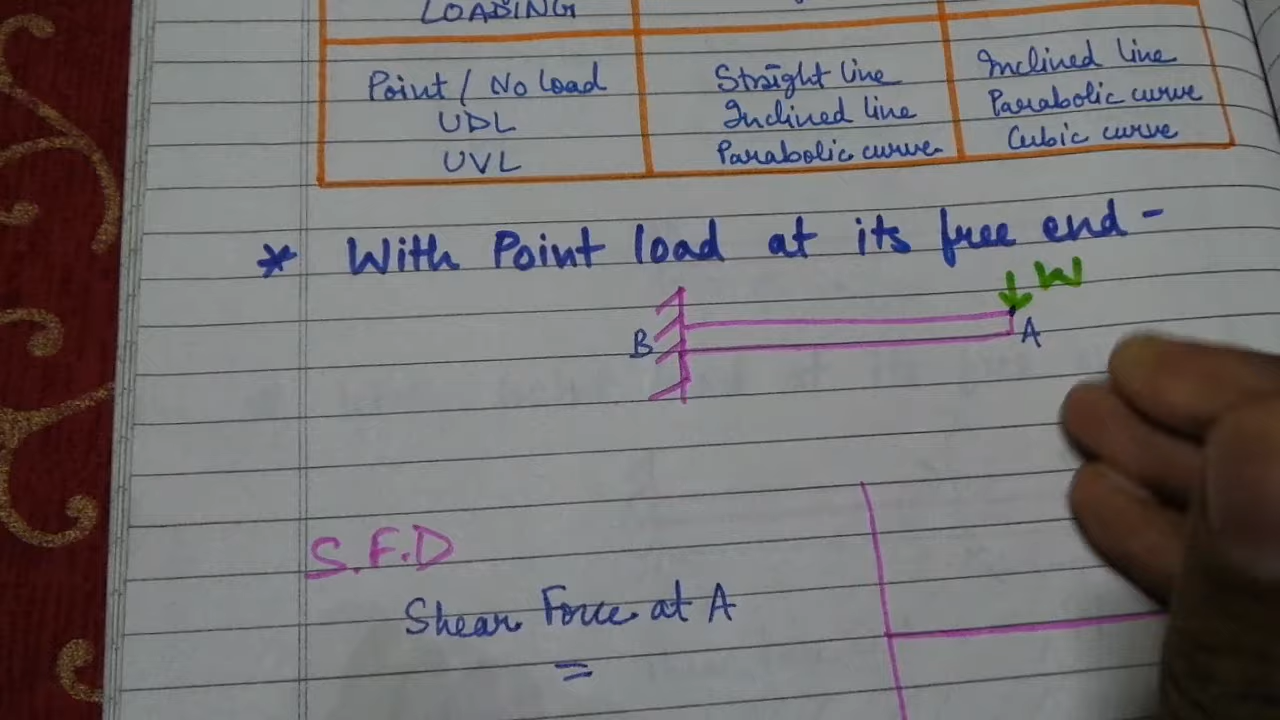 LOADING
Point / No load Straight line Inclined line
UDL Inclined line Parabolic curve
UVL Parabolic curve Cubic curve
* With Point load at its free end -
W
B A
S.F.D
Shear Force at A
=